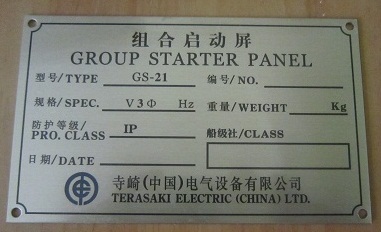 组合启动屏
GROUP STARTER PANEL
型号/TYPE GS-21 编号/NO.
规格/SPEC. V 3 Φ Hz 重量/WEIGHT Kg
防护等级/
PRO. CLASS IP 船级社/CLASS
日期/DATE
寺崎(中国)电气设备有限公司
TERASAKI ELECTRIC (CHINA) LTD.